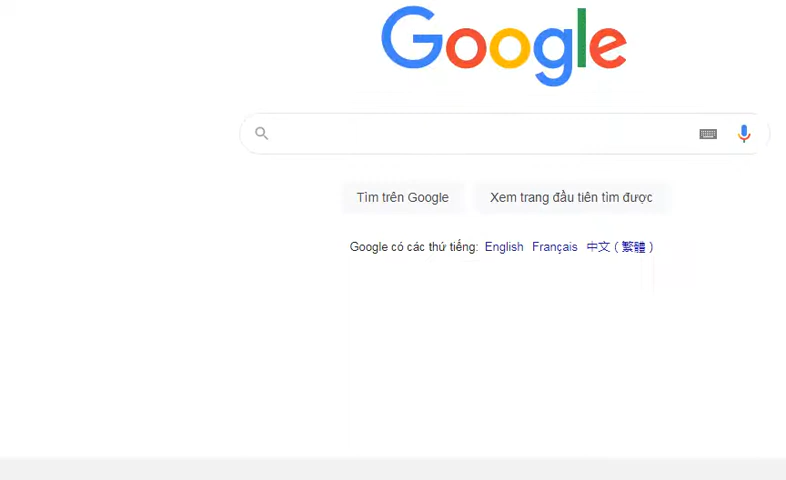 Google
Tìm trên Google Xem trang đầu tiên tìm được
Google có các thứ tiếng: English Français 中文 ( 繁體 )